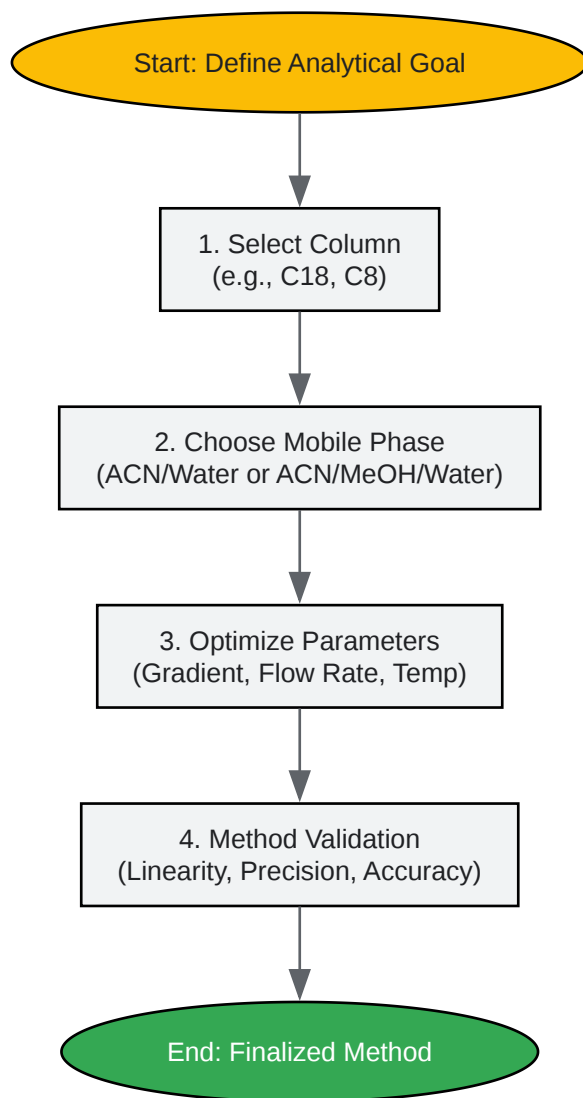 Start: Define Analytical Goal
1. Select Column
(e.g., C18, C8)
2. Choose Mobile Phase
(ACN/Water or ACN/MeOH/Water)
3. Optimize Parameters
(Gradient, Flow Rate, Temp)
4. Method Validation
(Linearity, Precision, Accuracy)
End: Finalized Method